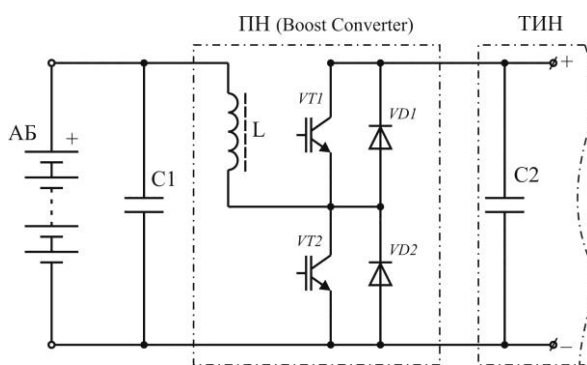 ПН (Boost Converter)
ТИН
+
VT1
VD1
АБ
+
L
C1
C2
VT2
VD2
–